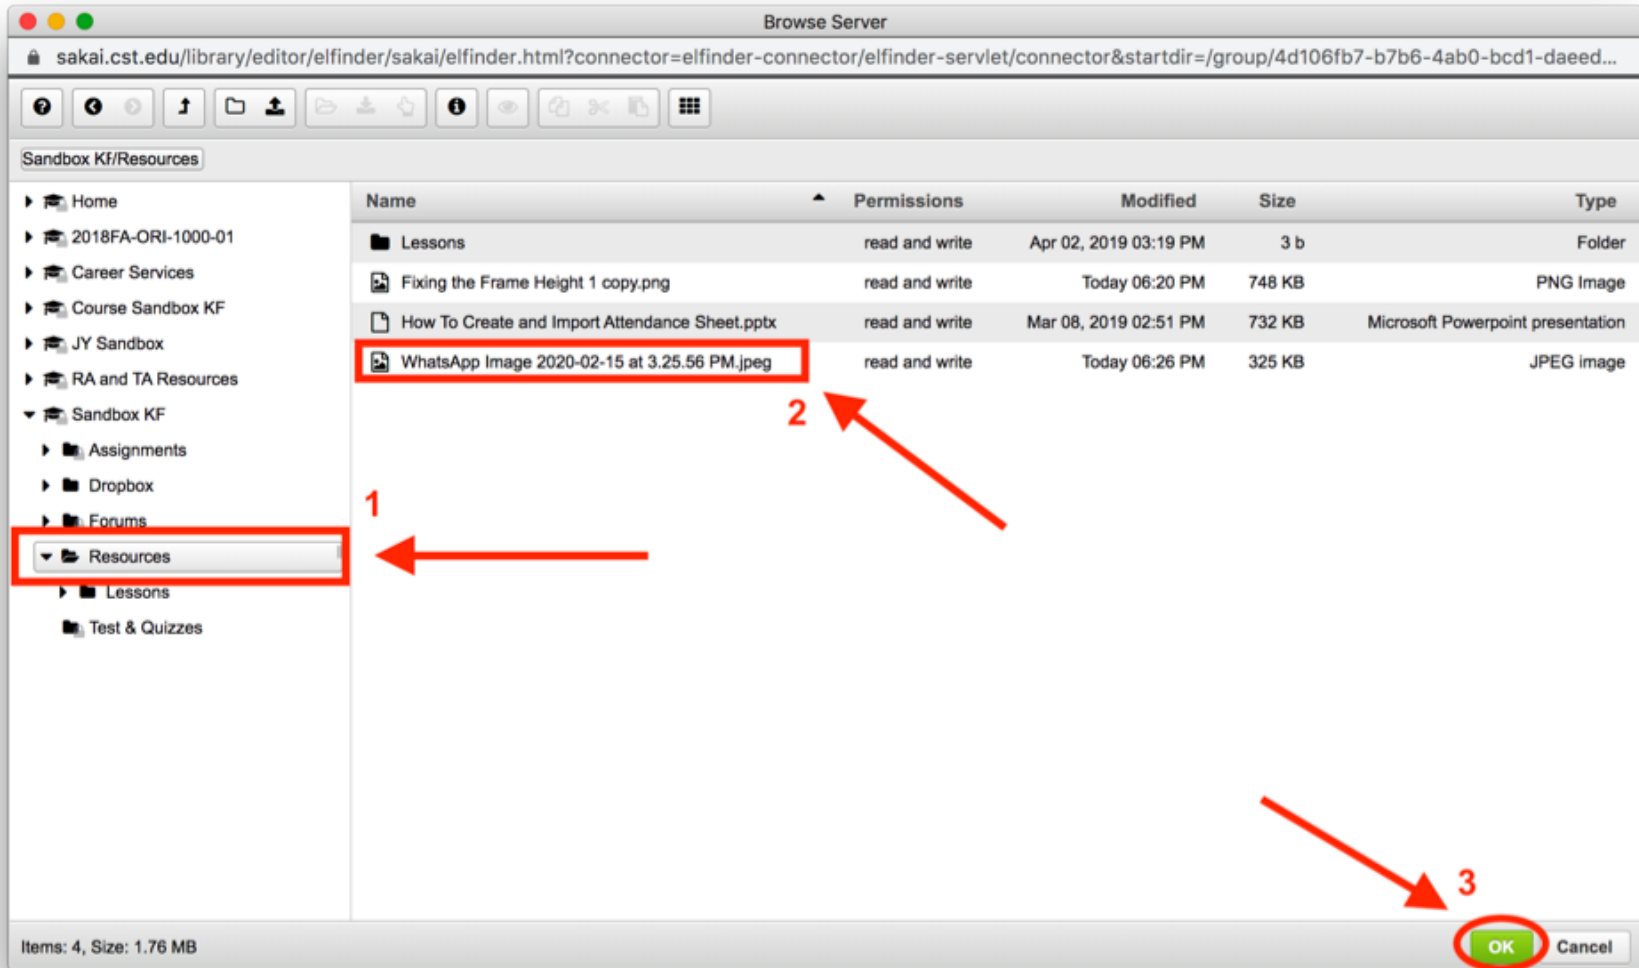 Browse Server
sakai.cst.edu/library/editor/elfinder/sakai/elfinder.html?connector=elfinder-connector/elfinder-servlet/connector&startdir=/group/4d106fb7-b7b6-4ab0-bcd1-daeed...
Sandbox KF/Resources
Name Permissions Modified Size Type
Home
2018FA-ORI-1000-01
Career Services
Course Sandbox KF
JY Sandbox
RA and TA Resources
Sandbox KF
Assignments
Dropbox
Forums
Resources
Lessons
Test & Quizzes
Lessons read and write Apr 02, 2019 03:19 PM 3 b Folder
Fixing the Frame Height 1 copy.png read and write Today 06:20 PM 748 KB PNG Image
How To Create and Import Attendance Sheet.pptx read and write Mar 08, 2019 02:51 PM 732 KB Microsoft Powerpoint presentation
WhatsApp Image 2020-02-15 at 3.25.56 PM.jpeg read and write Today 06:26 PM 325 KB JPEG image
2
1
3
Items: 4, Size: 1.76 MB
OK Cancel